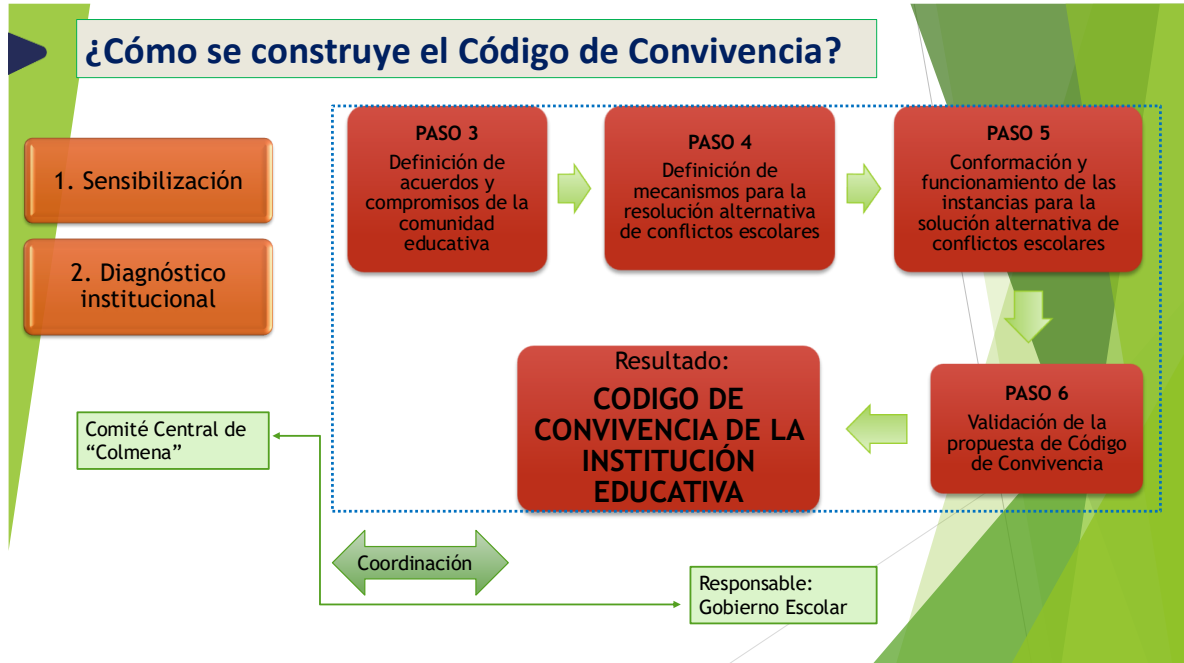 ¿Cómo se construye el Código de Convivencia?
1. Sensibilización
2. Diagnóstico
institucional
PASO 3
Definición de
acuerdos y
compromisos de la
comunidad
educativa
PASO 4
Definición de
mecanismos para la
resolución alternativa
de conflictos escolares
PASO 5
Conformación y
funcionamiento de las
instancias para la
solución alternativa de
conflictos escolares
PASO 6
Validación de la
propuesta de Código
de Convivencia
Resultado:
CODIGO DE
CONVIVENCIA DE LA
INSTITUCIÓN
EDUCATIVA
Comité Central de
“Colmena”
Coordinación
Responsable:
Gobierno Escolar